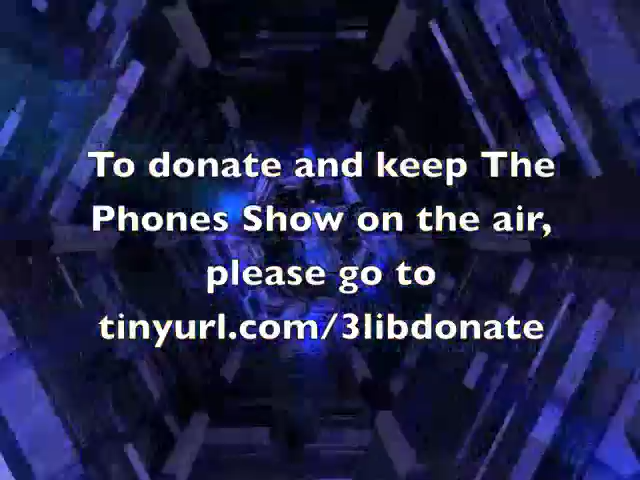 To donate and keep The
Phones Show on the air,
please go to
tinyurl.com/3libdonate